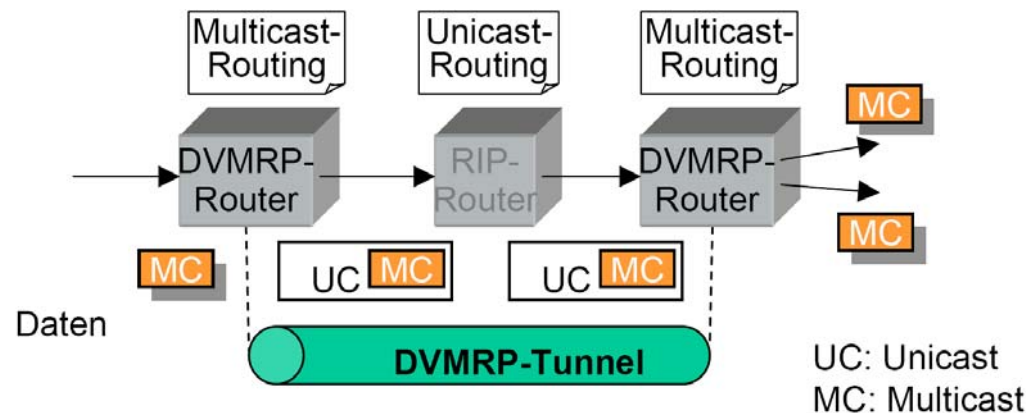 Multicast-
Routing
Unicast-
Routing
Multicast-
Routing
MC
DVMRP-
Router
RIP-
Router
DVMRP-
Router
MC
MC
UC MC
UC MC
Daten
DVMRP-Tunnel
UC: Unicast
MC: Multicast